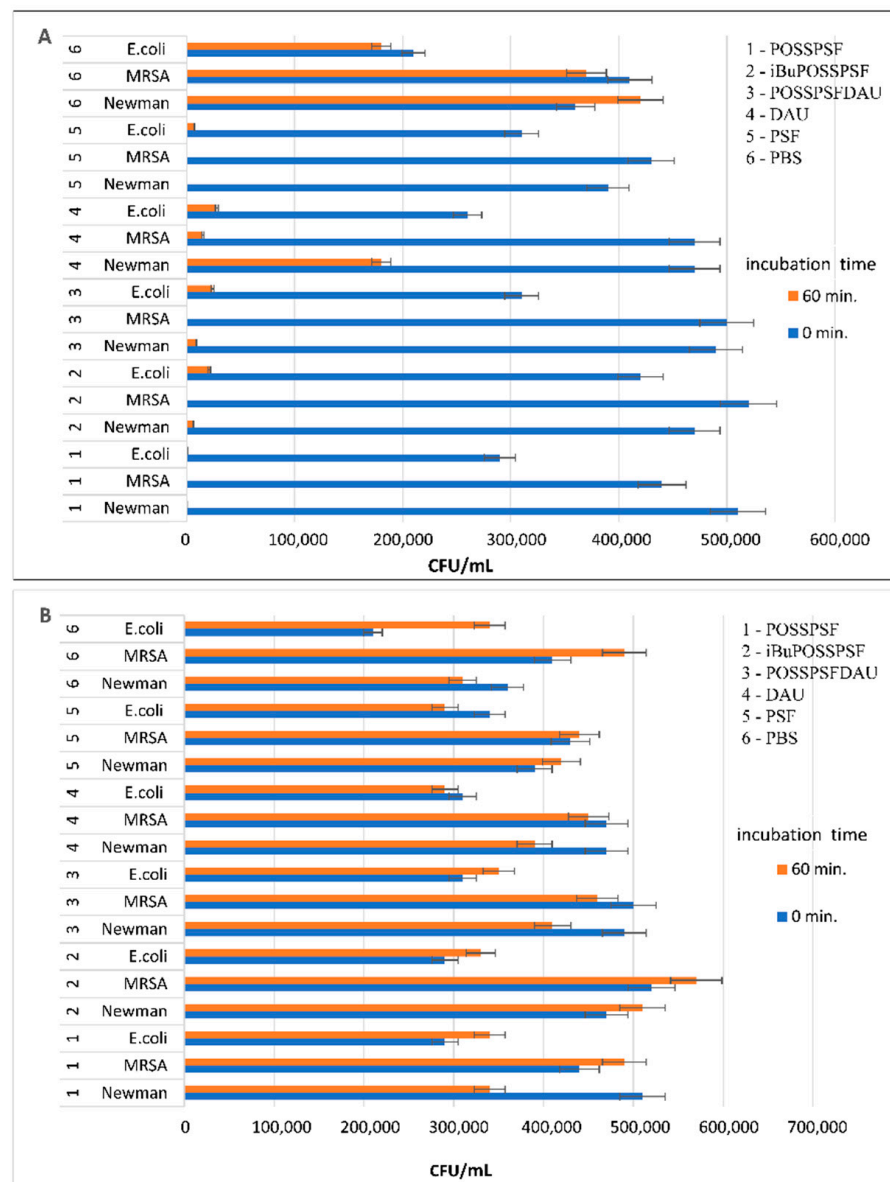 A
6 E.coli
6 MRSA
6 Newman
5 E.coli
5 MRSA
5 Newman
4 E.coli
4 MRSA
4 Newman
3 E.coli
3 MRSA
3 Newman
2 E.coli
2 MRSA
2 Newman
1 E.coli
1 MRSA
1 Newman
0 100,000 200,000 300,000 400,000 500,000 600,000
CFU/mL
1 - POSSPSF
2 - iBuPOSSPSF
3 - POSSPSFDAU
4 - DAU
5 - PSF
6 - PBS
incubation time
60 min.
0 min.
B
6 E.coli
6 MRSA
6 Newman
5 E.coli
5 MRSA
5 Newman
4 E.coli
4 MRSA
4 Newman
3 E.coli
3 MRSA
3 Newman
2 E.coli
2 MRSA
2 Newman
1 E.coli
1 MRSA
1 Newman
0 100,000 200,000 300,000 400,000 500,000 600,000 700,000
CFU/mL
1 - POSSPSF
2 - iBuPOSSPSF
3 - POSSPSFDAU
4 - DAU
5 - PSF
6 - PBS
incubation time
60 min.
0 min.